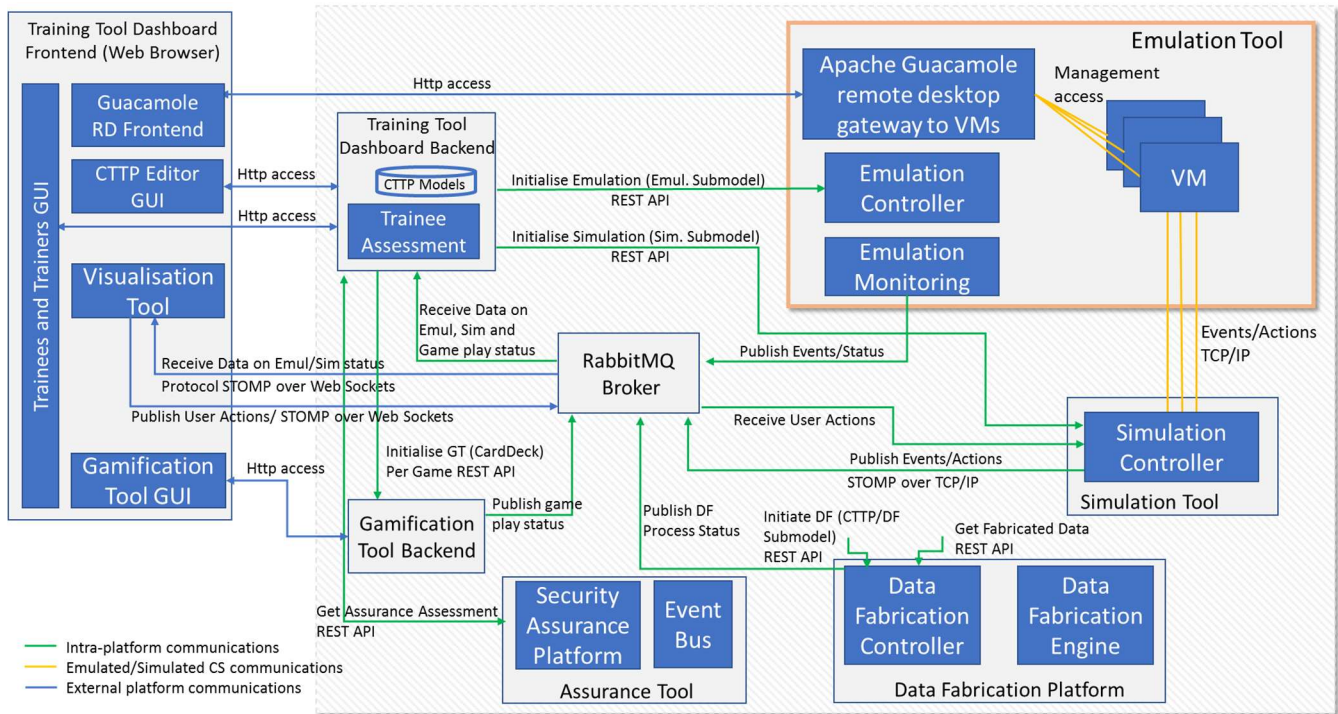 Training Tool Dashboard
Frontend (Web Browser)
Trainees and Trainers GUI
Guacamole
RD Frontend
CTTP Editor
GUI
Visualisation
Tool
Gamification
Tool GUI
Http access
Http access
Http access
Http access
Training Tool
Dashboard Backend
CTTP Models
Trainee
Assessment
Emulation Tool
Apache Guacamole
remote desktop
gateway to VMs
Management
access
VM
Emulation
Controller
Emulation
Monitoring
Initialise Emulation (Emul. Submodel)
REST API
Initialise Simulation (Sim. Submodel)
REST API
Receive Data on
Emul, Sim and
Game play status
RabbitMQ
Broker
Publish Events/Status
Events/Actions
TCP/IP
Receive Data on Emul/Sim status
Protocol STOMP over Web Sockets
Publish User Actions/ STOMP over Web Sockets
Receive User Actions
Simulation
Controller
Simulation Tool
Publish Events/Actions
STOMP over TCP/IP
Initialise GT (CardDeck)
Per Game REST API
Gamification
Tool Backend
Publish game
play status
Publish DF
Process Status
Initiate DF (CTTP/DF
Submodel)
REST API
Get Fabricated Data
REST API
Get Assurance Assessment
REST API
Security
Assurance
Platform
Event
Bus
Assurance Tool
Data
Fabrication
Controller
Data
Fabrication
Engine
Data Fabrication Platform
Intra-platform communications
Emulated/Simulated CS communications
External platform communications